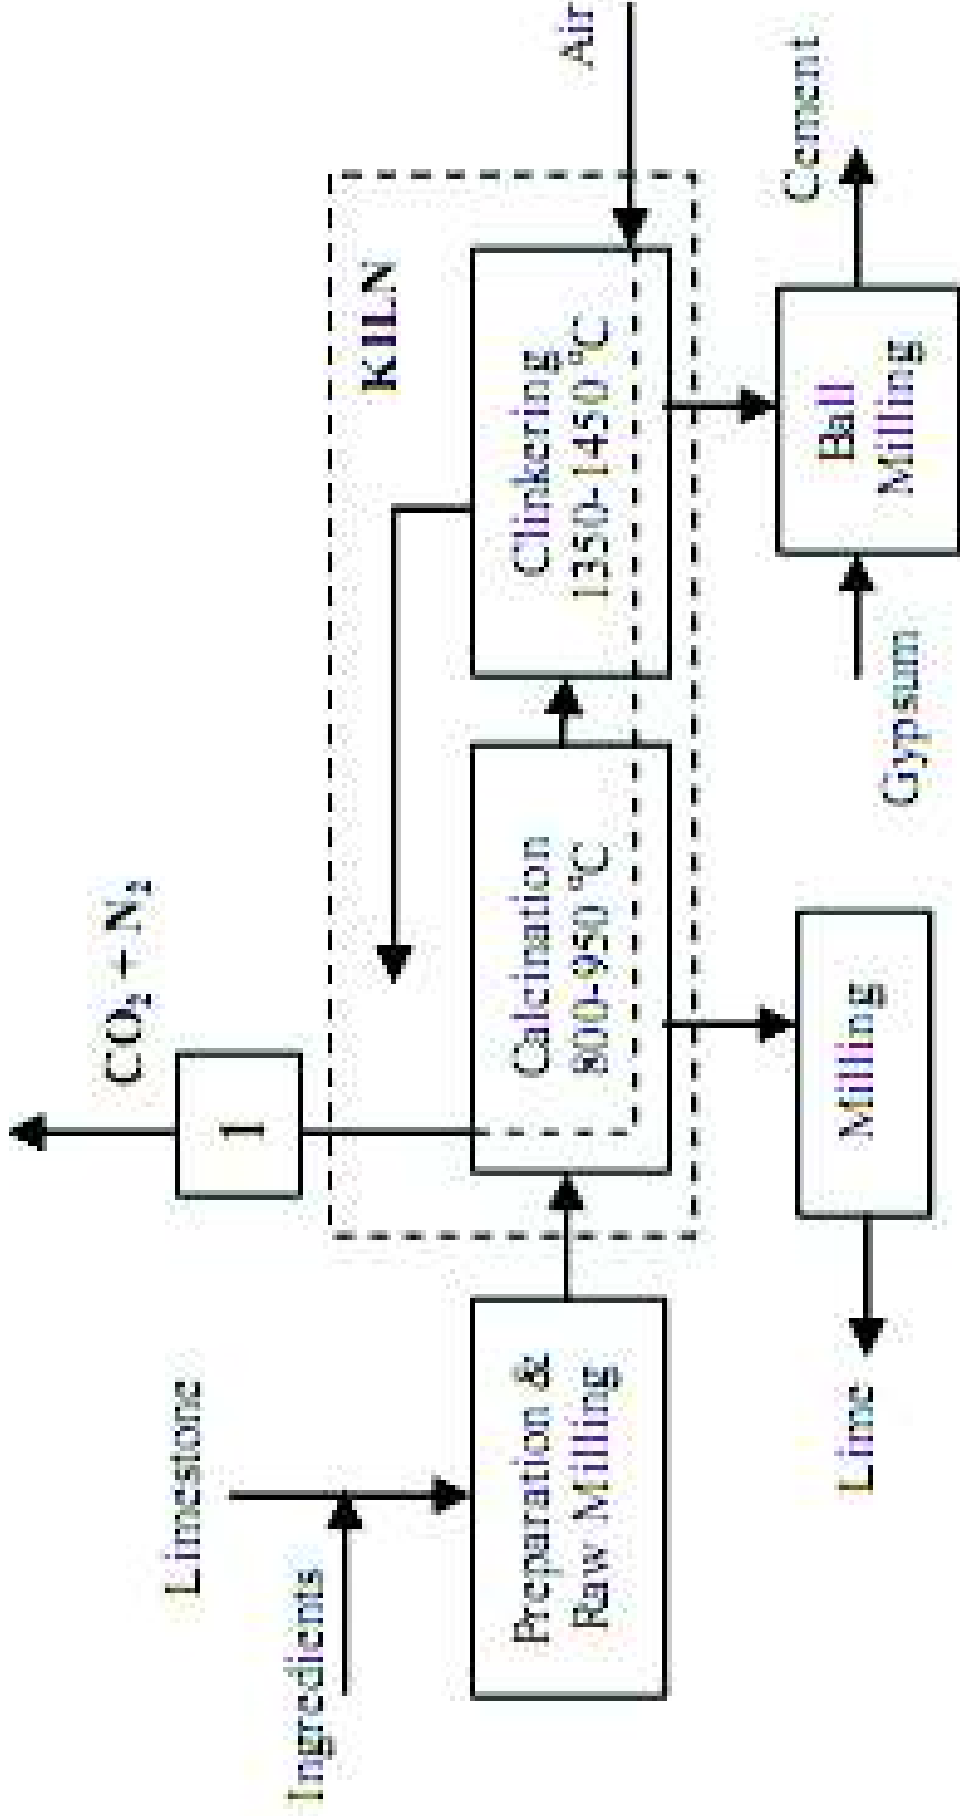 CO₂ + N₂
Limestone
1
Ingredients
KILN
Preparation &
Raw Milling
Calcination
800-950 °C
Clinkering
1350-1450 °C
Air
Lime
Milling
Gypsum
Ball
Milling
Cement